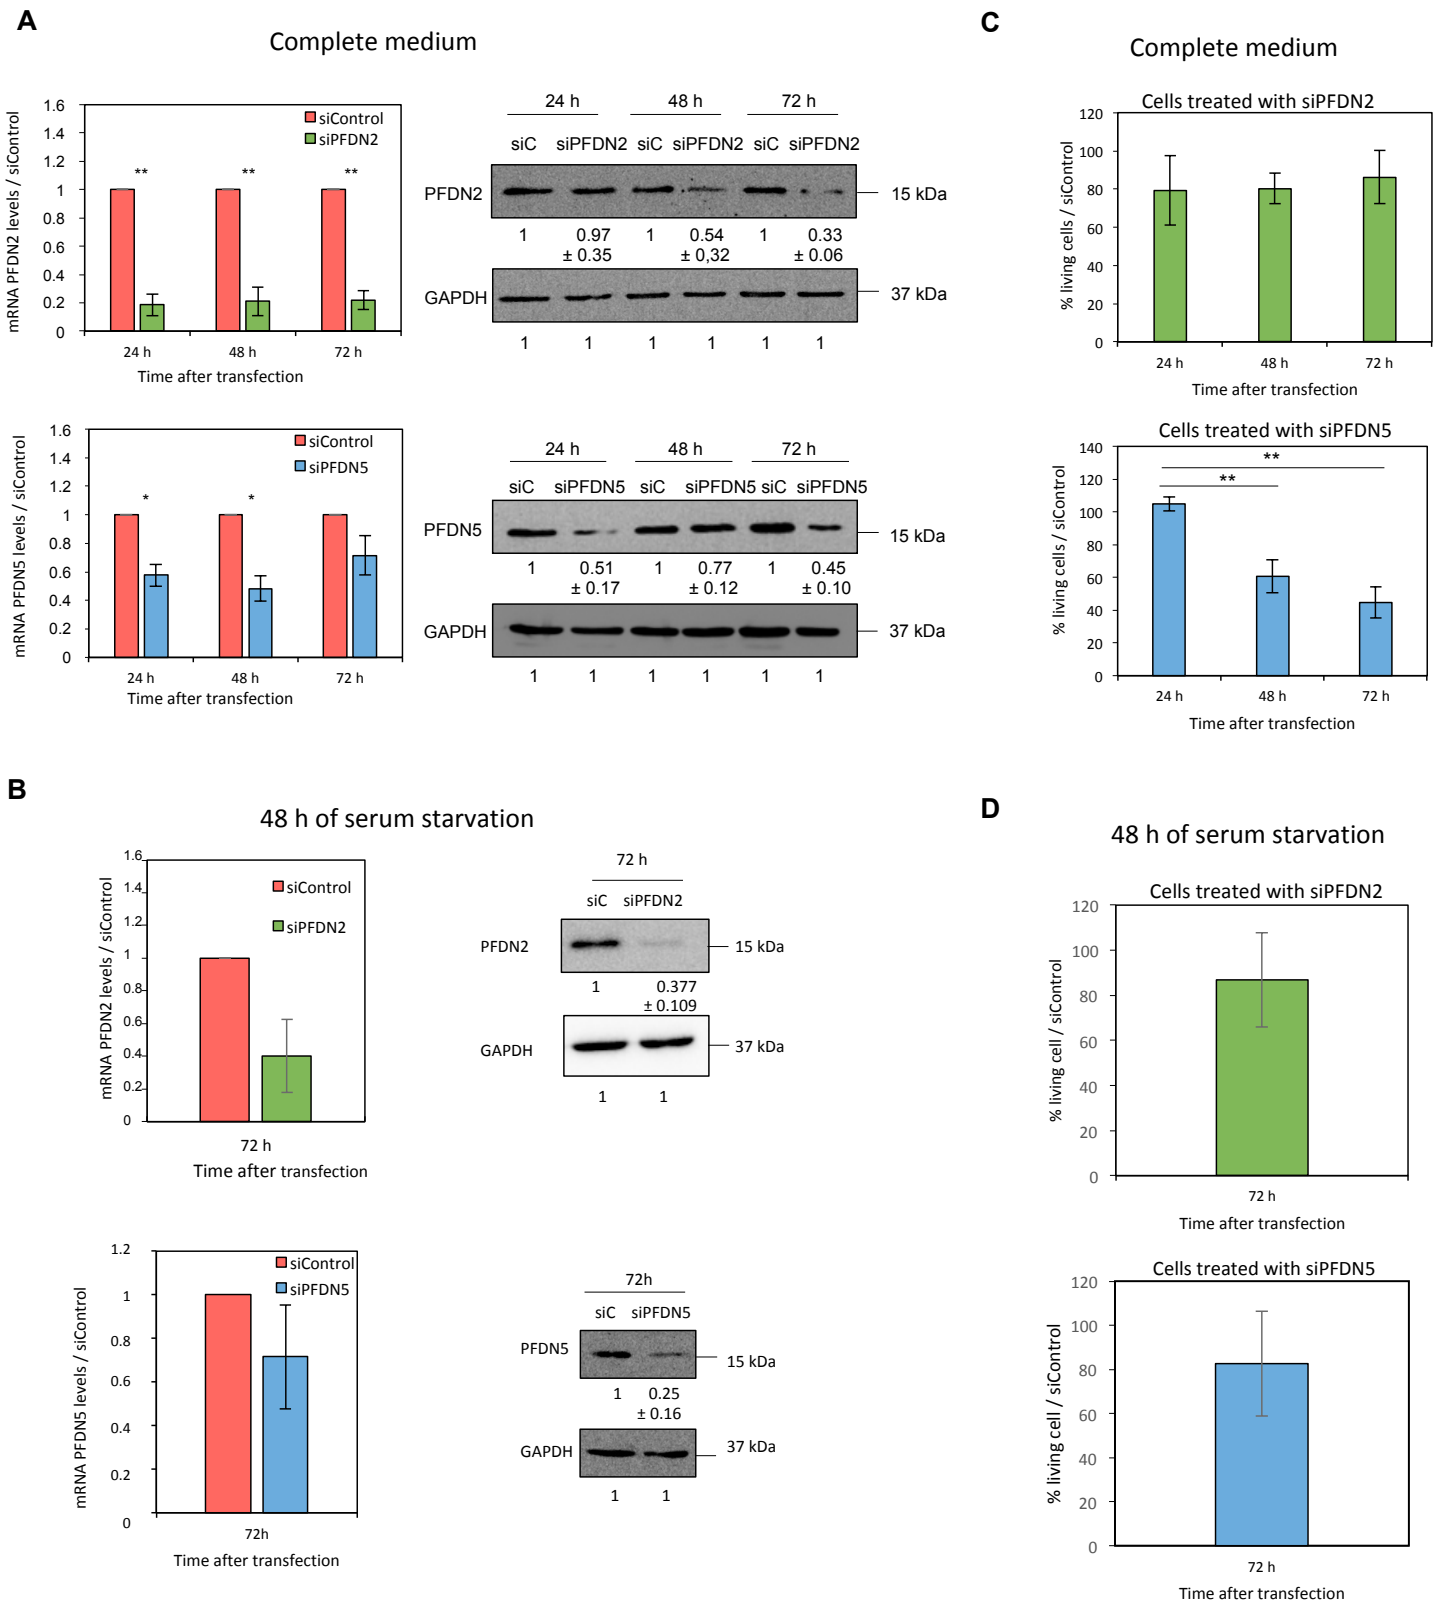 A
Complete medium
mRNA PFDN2 levels / siControl
1.6
1.4
1.2
1
0.8
0.6
0.4
0.2
0
siControl
siPFDN2
** ** **
24 h 48 h 72 h
Time after transfection
24 h 48 h 72 h
siC siPFDN2 siC siPFDN2 siC siPFDN2
PFDN2 15 kDa
1 0.97 1 0.54 1 0.33
± 0.35 ± 0,32 ± 0.06
GAPDH 37 kDa
1 1 1 1 1 1
mRNA PFDN5 levels / siControl
1.6
1.4
1.2
1
0.8
0.6
0.4
0.2
0
siControl
siPFDN5
* *
24 h 48 h 72 h
Time after transfection
24 h 48 h 72 h
siC siPFDN5 siC siPFDN5 siC siPFDN5
PFDN5 15 kDa
1 0.51 1 0.77 1 0.45
± 0.17 ± 0.12 ± 0.10
GAPDH 37 kDa
1 1 1 1 1 1
C
Complete medium
Cells treated with siPFDN2
% living cells / siControl
120
100
80
60
40
20
0
24 h 48 h 72 h
Time after transfection
Cells treated with siPFDN5
% living cells / siControl
140
120
100
80
60
40
20
0
**
**
24 h 48 h 72 h
Time after transfection
B
48 h of serum starvation
mRNA PFDN2 levels / siControl
1.6
1.4
1.2
1
0.8
0.6
0.4
0.2
0
siControl
siPFDN2
72 h
Time after transfection
72 h
siC siPFDN2
PFDN2 15 kDa
1 0.377
± 0.109
GAPDH 37 kDa
1 1
mRNA PFDN5 levels / siControl
1.2
1
0.8
0.6
0.4
0.2
0
siControl
siPFDN5
72h
Time after transfection
72h
siC siPFDN5
PFDN5 15 kDa
1 0.25
± 0.16
GAPDH 37 kDa
1 1
D
48 h of serum starvation
Cells treated with siPFDN2
% living cell / siControl
120
100
80
60
40
20
0
72 h
Time after transfection
Cells treated with siPFDN5
% living cell / siControl
120
100
80
60
40
20
0
72 h
Time after transfection